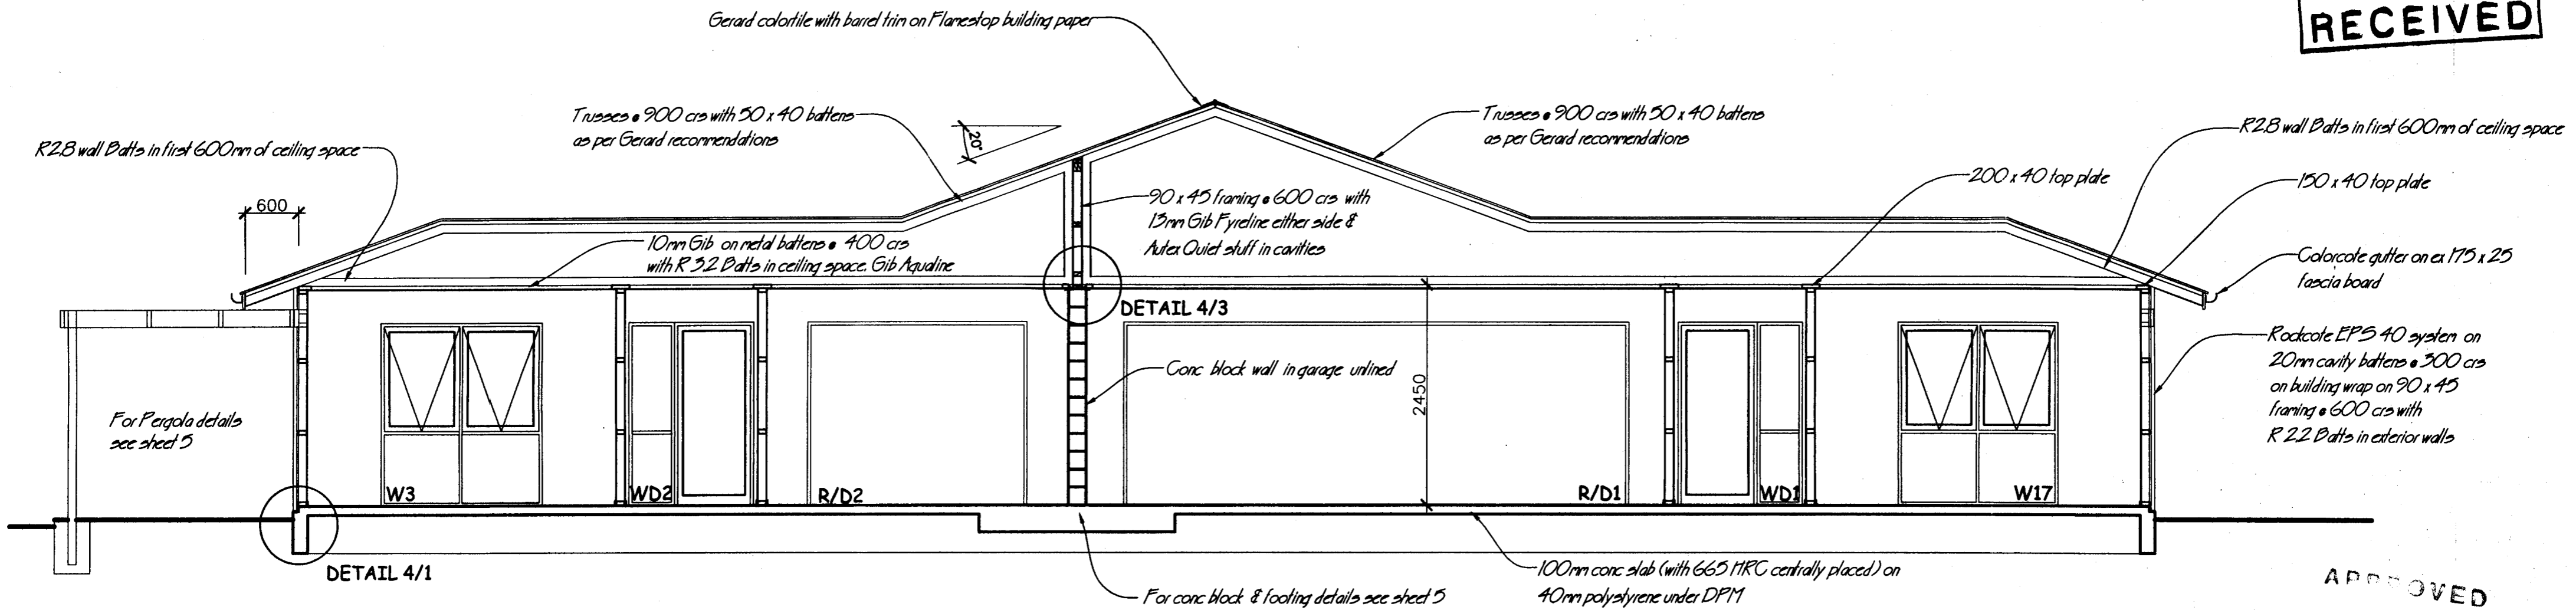 RECEIVED
Gerard colortile with barrel trim on Flamestop building paper
Trusses @ 900 crs with 50 x 40 battens
as per Gerard recommendations
Trusses @ 900 crs with 50 x 40 battens
as per Gerard recommendations
R2.8 wall Batts in first 600mm of ceiling space
R2.8 wall Batts in first 600mm of ceiling space
20°
200 x 40 top plate
150 x 40 top plate
600
90 x 45 framing @ 600 crs with
13mm Gib Fyreline either side &
Autex Quiet stuff in cavities
10mm Gib on metal battens @ 400 crs
with R 3.2 Batts in ceiling space. Gib Aqualine
Colorcote gutter on ex 175 x 25
fascia board
DETAIL 4/3
Conc block wall in garage unlined
2450
Rockcote EPS 40 system on
20mm cavity battens @ 300 crs
on building wrap on 90 x 45
framing @ 600 crs with
R 2.2 Batts in exterior walls
For Pergola details
see sheet 5
W3
WD2
R/D2
R/D1
WD1
W17
DETAIL 4/1
100mm conc slab (with 665 HRC centrally placed) on
40mm polystyrene under DPM
For conc block & footing details see sheet 5
APPROVED